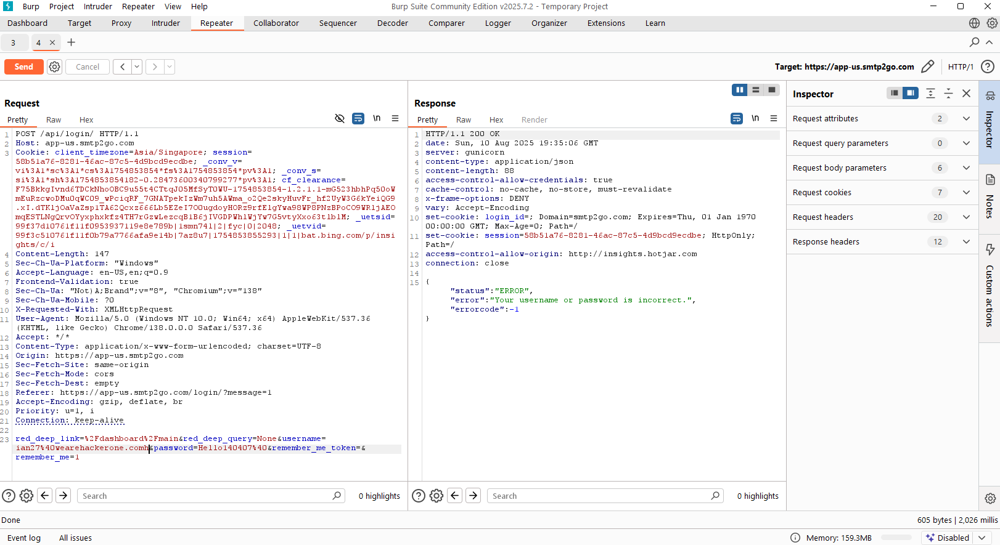 Burp Project Intruder Repeater View Help
Burp Suite Community Edition v2025.7.2 - Temporary Project
Dashboard Target Proxy Intruder Repeater Collaborator Sequencer Decoder Comparer Logger Organizer Extensions Learn
3 4 × +
Send Cancel
Target: https://app-us.smtp2go.com HTTP/1
Request
Pretty Raw Hex
\n
1 POST /api/login/ HTTP/1.1
2 Host: app-us.smtp2go.com
3 Cookie: client_timezone=Asia/Singapore; session=
58b51a76-8281-46ac-87c5-4d9bcd9ecdbe; _conv_v=
vi%3A1*sc%3A1*cs%3A1754853854*fs%3A1754853854*pv%3A1; _conv_s=
si%3A1*sh%3A1754853854182-0.28473600340799277*pv%3A1; cf_clearance=
99f37d10761f11f0953937119e8e789b|1smn741|2|fyc|0|2048; _uetvid=
99f3c510761f11f0b79a7766afa9e14b|7az8u7|1754853855293|1|1|bat.bing.com/p/insi
ghts/c/i
4 Content-Length: 147
5 Sec-Ch-Ua-Platform: "Windows"
6 Accept-Language: en-US,en;q=0.9
7 Frontend-Validation: true
8 Sec-Ch-Ua: "Not)A;Brand";v="8", "Chromium";v="138"
9 Sec-Ch-Ua-Mobile: ?0
10 X-Requested-With: XMLHttpRequest
11 User-Agent: Mozilla/5.0 (Windows NT 10.0; Win64; x64) AppleWebKit/537.36
(KHTML, like Gecko) Chrome/138.0.0.0 Safari/537.36
12 Accept: */*
13 Content-Type: application/x-www-form-urlencoded; charset=UTF-8
14 Origin: https://app-us.smtp2go.com
15 Sec-Fetch-Site: same-origin
16 Sec-Fetch-Mode: cors
17 Sec-Fetch-Dest: empty
18 Referer: https://app-us.smtp2go.com/login/?message=1
19 Accept-Encoding: gzip, deflate, br
20 Priority: u=1, i
21 Connection: keep-alive
22
23 red_deep_link=%2Fdashboard%2Fmain&red_deep_query=None&username=
ian27%40wearehackerone.comh&password=Hello140407%40&remember_me_token=&
remember_me=1
Search 0 highlights
Response
Pretty Raw Hex Render
\n
1 HTTP/1.1 200 OK
2 date: Sun, 10 Aug 2025 19:35:06 GMT
3 server: gunicorn
4 content-type: application/json
5 content-length: 88
6 access-control-allow-credentials: true
7 cache-control: no-cache, no-store, must-revalidate
8 x-frame-options: DENY
9 vary: Accept-Encoding
10 set-cookie: login_id=; Domain=smtp2go.com; Expires=Thu, 01 Jan 1970
00:00:00 GMT; Max-Age=0; Path=/
11 set-cookie: session=58b51a76-8281-46ac-87c5-4d9bcd9ecdbe; HttpOnly;
Path=/
12 access-control-allow-origin: http://insights.hotjar.com
13 connection: close
14
15 {
"status":"ERROR",
"error":"Your username or password is incorrect.",
"errorcode":-1
}
Search 0 highlights
Inspector
Request attributes 2
Request query parameters 0
Request body parameters 6
Request cookies 7
Request headers 20
Response headers 12
Inspector
Notes
Custom actions
Done
605 bytes | 2,026 millis
Event log All issues
Memory: 159.3MB Disabled